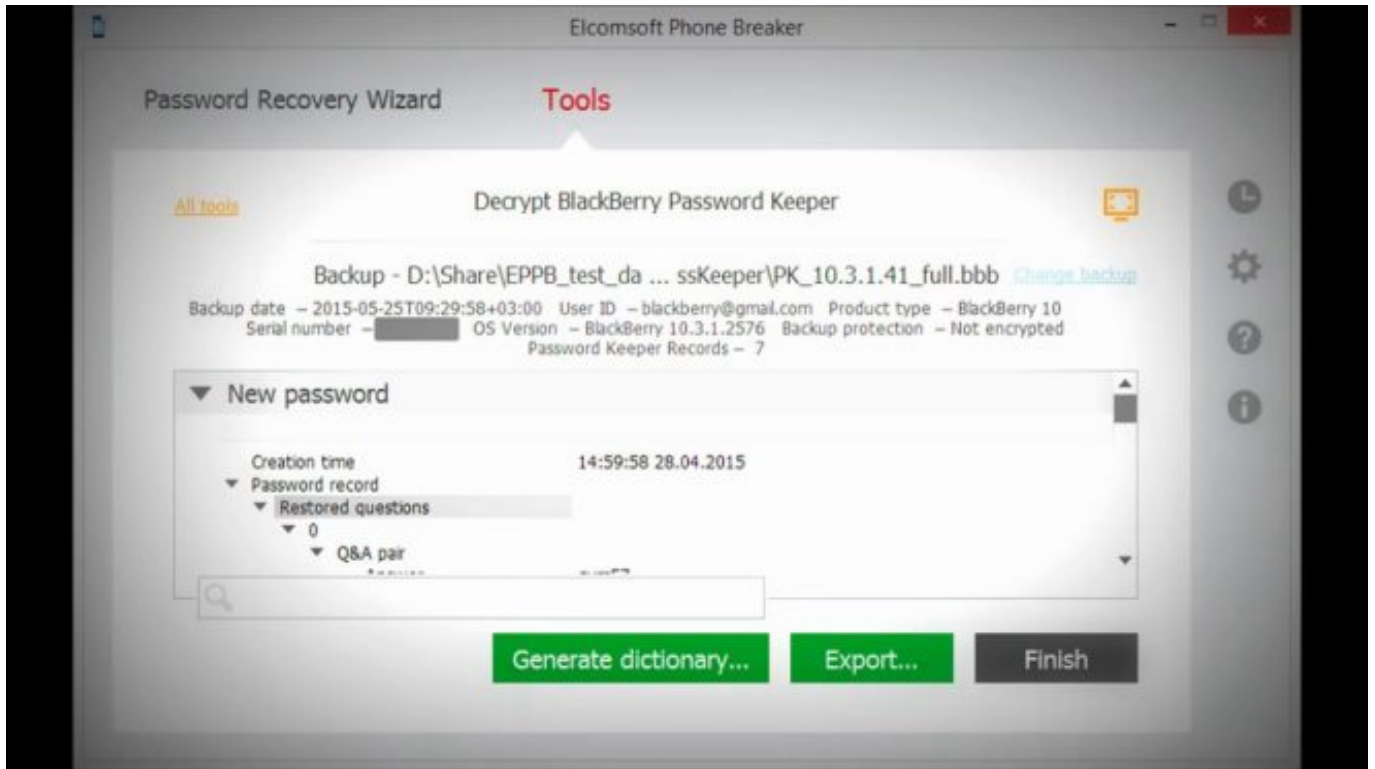 Elcomsoft Phone Breaker
Password Recovery Wizard Tools
All tools Decrypt BlackBerry Password Keeper
Backup - D:\Share\EPPB_test_da ... ssKeeper\PK_10.3.1.41_full.bbb Change backup
Backup date – 2015-05-25T09:29:58+03:00 User ID – blackberry@gmail.com Product type – BlackBerry 10
Serial number – OS Version – BlackBerry 10.3.1.2576 Backup protection – Not encrypted
Password Keeper Records – 7
New password
Creation time 14:59:58 28.04.2015
Password record
Restored questions
0
Q&A pair
Generate dictionary... Export... Finish